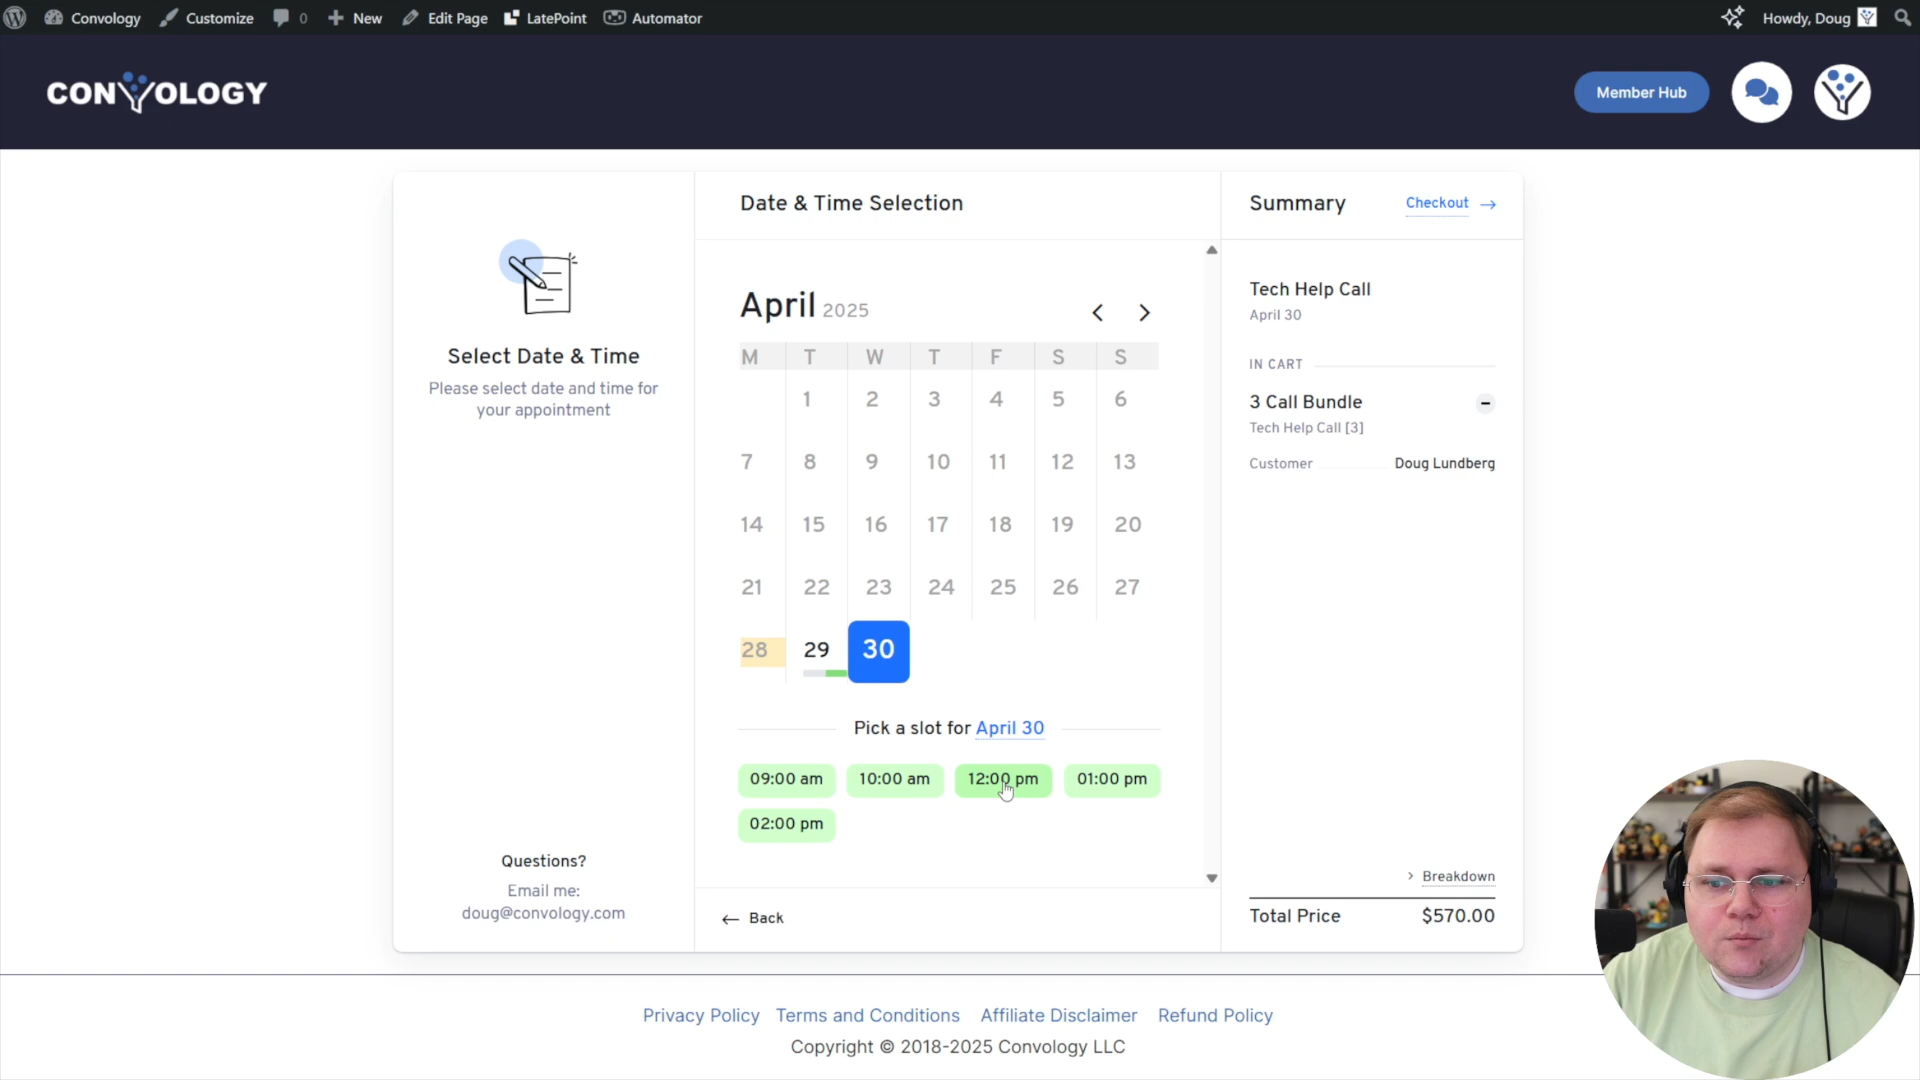 Convology
Customize
0
New
Edit Page
LatePoint
Automator
Howdy, Doug
CONVOLOGY
Member Hub
Select Date & Time
Please select date and time for
your appointment
Questions?
Email me:
doug@convology.com
Date & Time Selection
April 2025
M T W T F S S
1 2 3 4 5 6
7 8 9 10 11 12 13
14 15 16 17 18 19 20
21 22 23 24 25 26 27
28 29 30
Pick a slot for April 30
09:00 am 10:00 am 12:00 pm 01:00 pm
02:00 pm
Back
Summary
Checkout
Tech Help Call
April 30
IN CART
3 Call Bundle
Tech Help Call [3]
Customer Doug Lundberg
Breakdown
Total Price $570.00
Privacy Policy Terms and Conditions Affiliate Disclaimer Refund Policy
Copyright © 2018-2025 Convology LLC